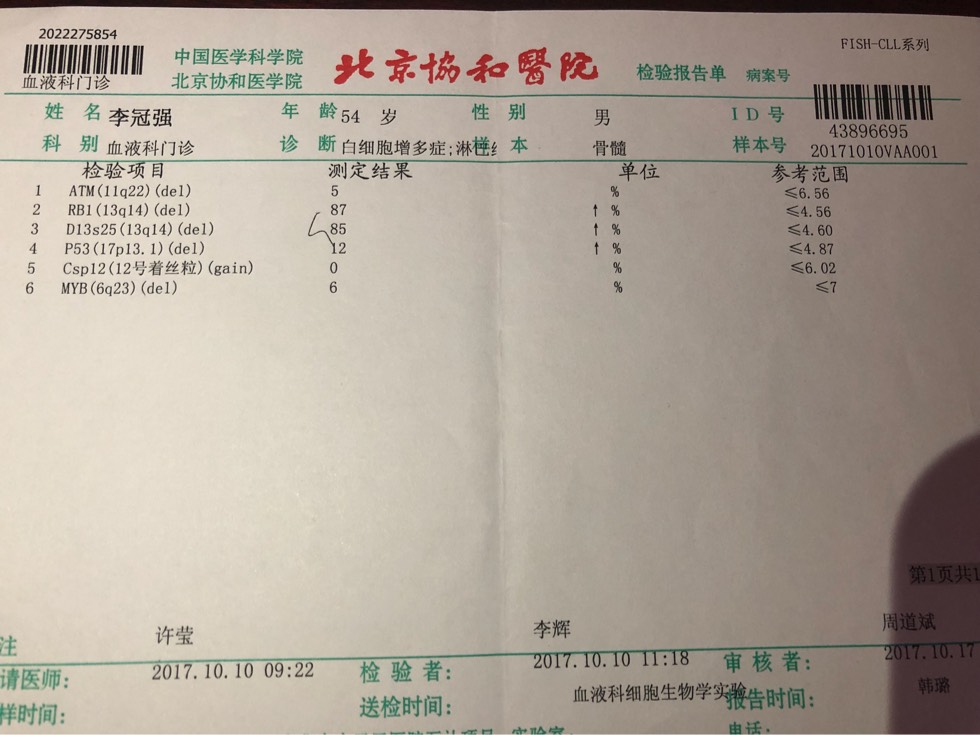 2022275854
血液科门诊
中国医学科学院
北京协和医学院
北京协和醫院
检验报告单 病案号
FISH-CLL系列
姓 名 李冠强 年 龄 54 岁 性 别 男 ID号 43896695
科 别 血液科门诊 诊 断 白细胞增多症;淋巴 样 本 骨髓 样本号 20171010VAA001
检验项目 测定结果 单位 参考范围
1 ATM(11q22)(del) 5 % ≤6.56
2 RB1(13q14)(del) 87 ↑ % ≤4.56
3 D13s25(13q14)(del) 85 ↑ % ≤4.60
4 P53(17p13.1)(del) 12 ↑ % ≤4.87
5 Csp12(12号着丝粒)(gain) 0 % ≤6.02
6 MYB(6q23)(del) 6 % ≤7
第1页共1
注
许莹 李辉 周道斌
请医师: 2017.10.10 09:22 检 验 者: 2017.10.10 11:18 审 核 者: 2017.10.17
样时间: 送检时间: 血液科细胞生物学实验 报告时间: 韩璐
实验室: 电话: